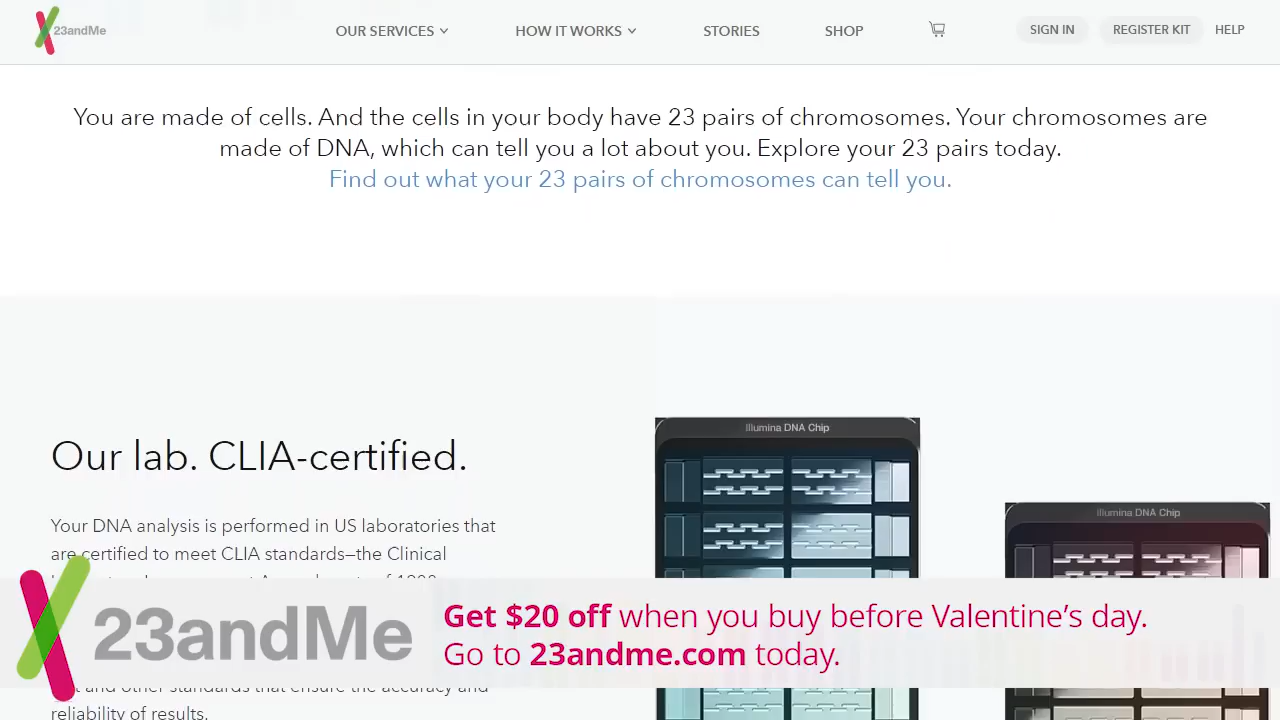 23andMe
OUR SERVICES
HOW IT WORKS
STORIES
SHOP
SIGN IN
REGISTER KIT
HELP
You are made of cells. And the cells in your body have 23 pairs of chromosomes. Your chromosomes are
made of DNA, which can tell you a lot about you. Explore your 23 pairs today.
Find out what your 23 pairs of chromosomes can tell you.
Illumina DNA Chip
Our lab. CLIA-certified.
Illumina DNA Chip
Your DNA analysis is performed in US laboratories that
are certified to meet CLIA standards—the Clinical
23andMe
Get $20 off when you buy before Valentine's day.
Go to 23andme.com today.
and other standards that ensure the accuracy and
reliability of results.